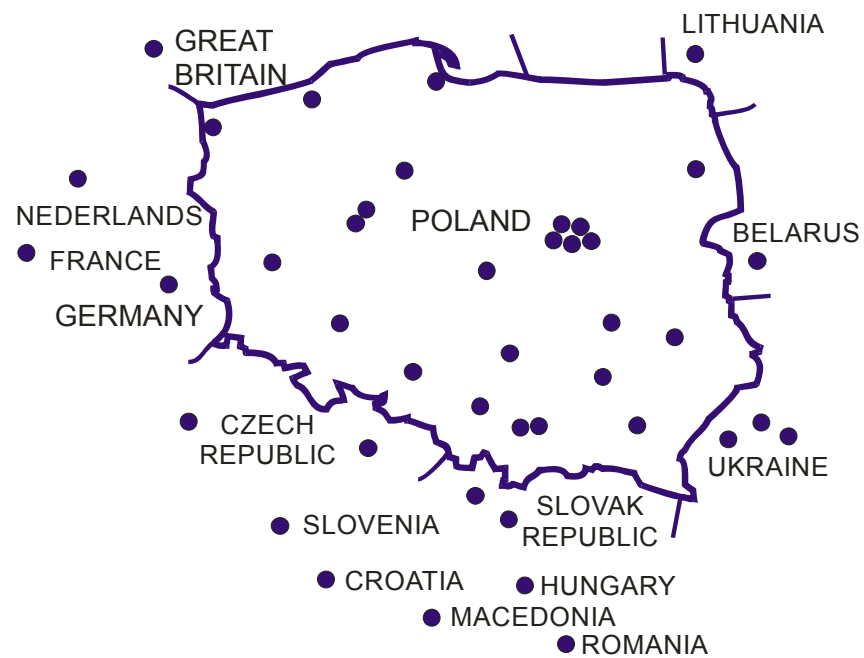 LITHUANIA
GREAT
BRITAIN
NEDERLANDS
POLAND
BELARUS
FRANCE
GERMANY
CZECH
REPUBLIC
UKRAINE
SLOVAK
REPUBLIC
SLOVENIA
CROATIA
HUNGARY
MACEDONIA
ROMANIA